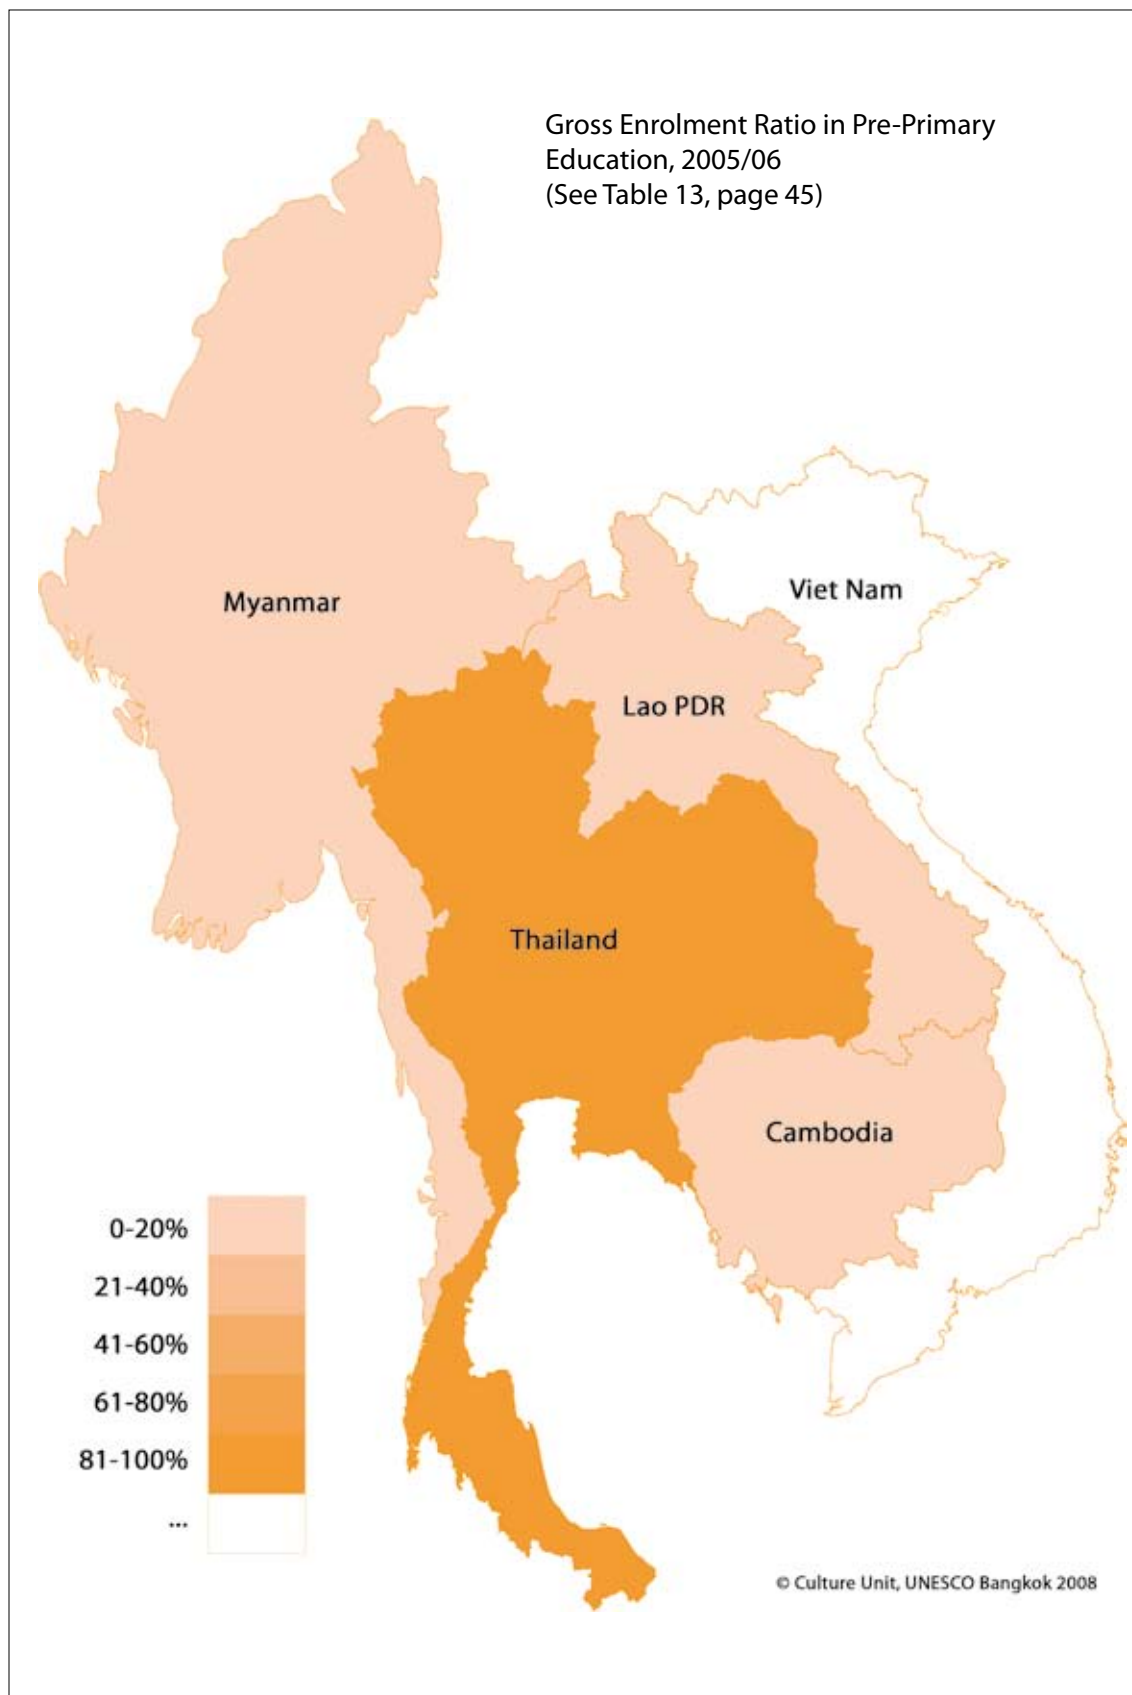 Gross Enrolment Ratio in Pre-Primary
Education, 2005/06
(See Table 13, page 45)
Viet Nam
Myanmar
Lao PDR
Thailand
Cambodia
0-20%
21-40%
41-60%
61-80%
81-100%
...
© Culture Unit, UNESCO Bangkok 2008